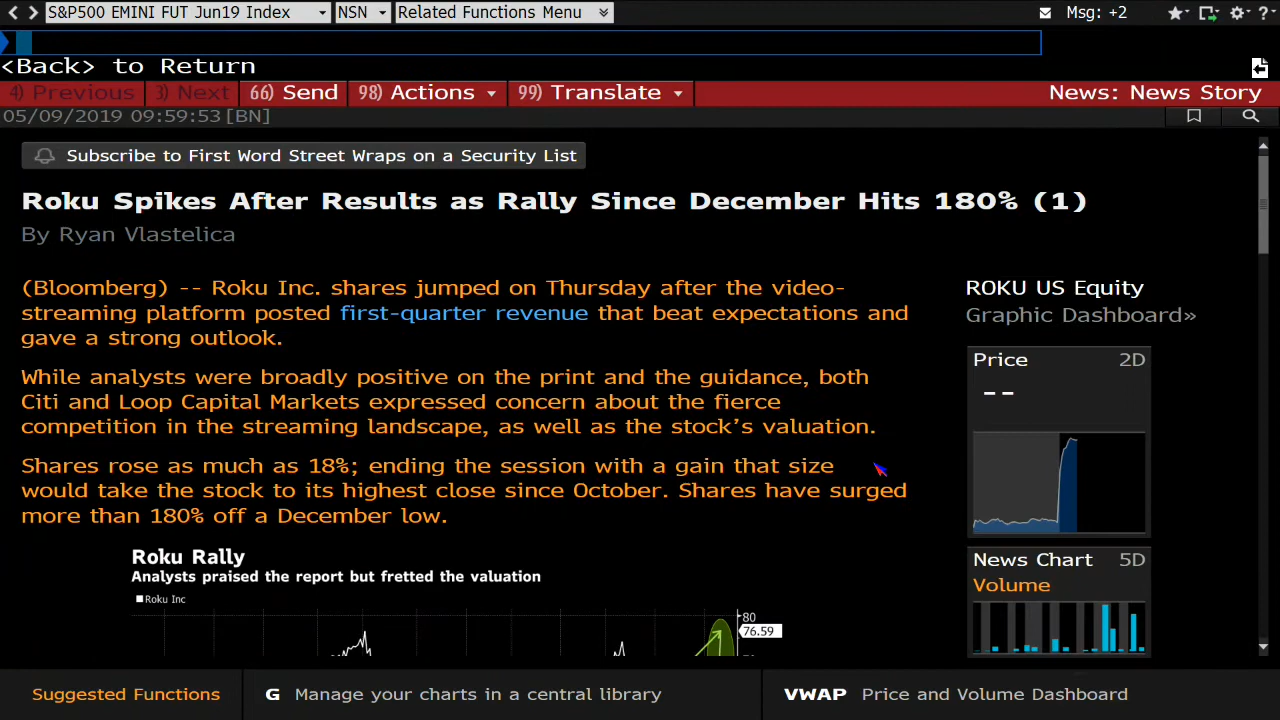 S&P500 EMINI FUT Jun19 Index
NSN
Related Functions Menu
Msg: +2
?
<Back> to Return
4) Previous
3) Next
66) Send
98) Actions
99) Translate
News: News Story
05/09/2019 09:59:53 [BN]
Subscribe to First Word Street Wraps on a Security List
Roku Spikes After Results as Rally Since December Hits 180% (1)
By Ryan Vlastelica
(Bloomberg) -- Roku Inc. shares jumped on Thursday after the video-
streaming platform posted first-quarter revenue that beat expectations and
gave a strong outlook.
While analysts were broadly positive on the print and the guidance, both
Citi and Loop Capital Markets expressed concern about the fierce
competition in the streaming landscape, as well as the stock's valuation.
Shares rose as much as 18%; ending the session with a gain that size
would take the stock to its highest close since October. Shares have surged
more than 180% off a December low.
Roku Rally
Analysts praised the report but fretted the valuation
Roku Inc
80
76.59
ROKU US Equity
Graphic Dashboard»
Price
2D
--
News Chart
5D
Volume
Suggested Functions
G Manage your charts in a central library
VWAP Price and Volume Dashboard